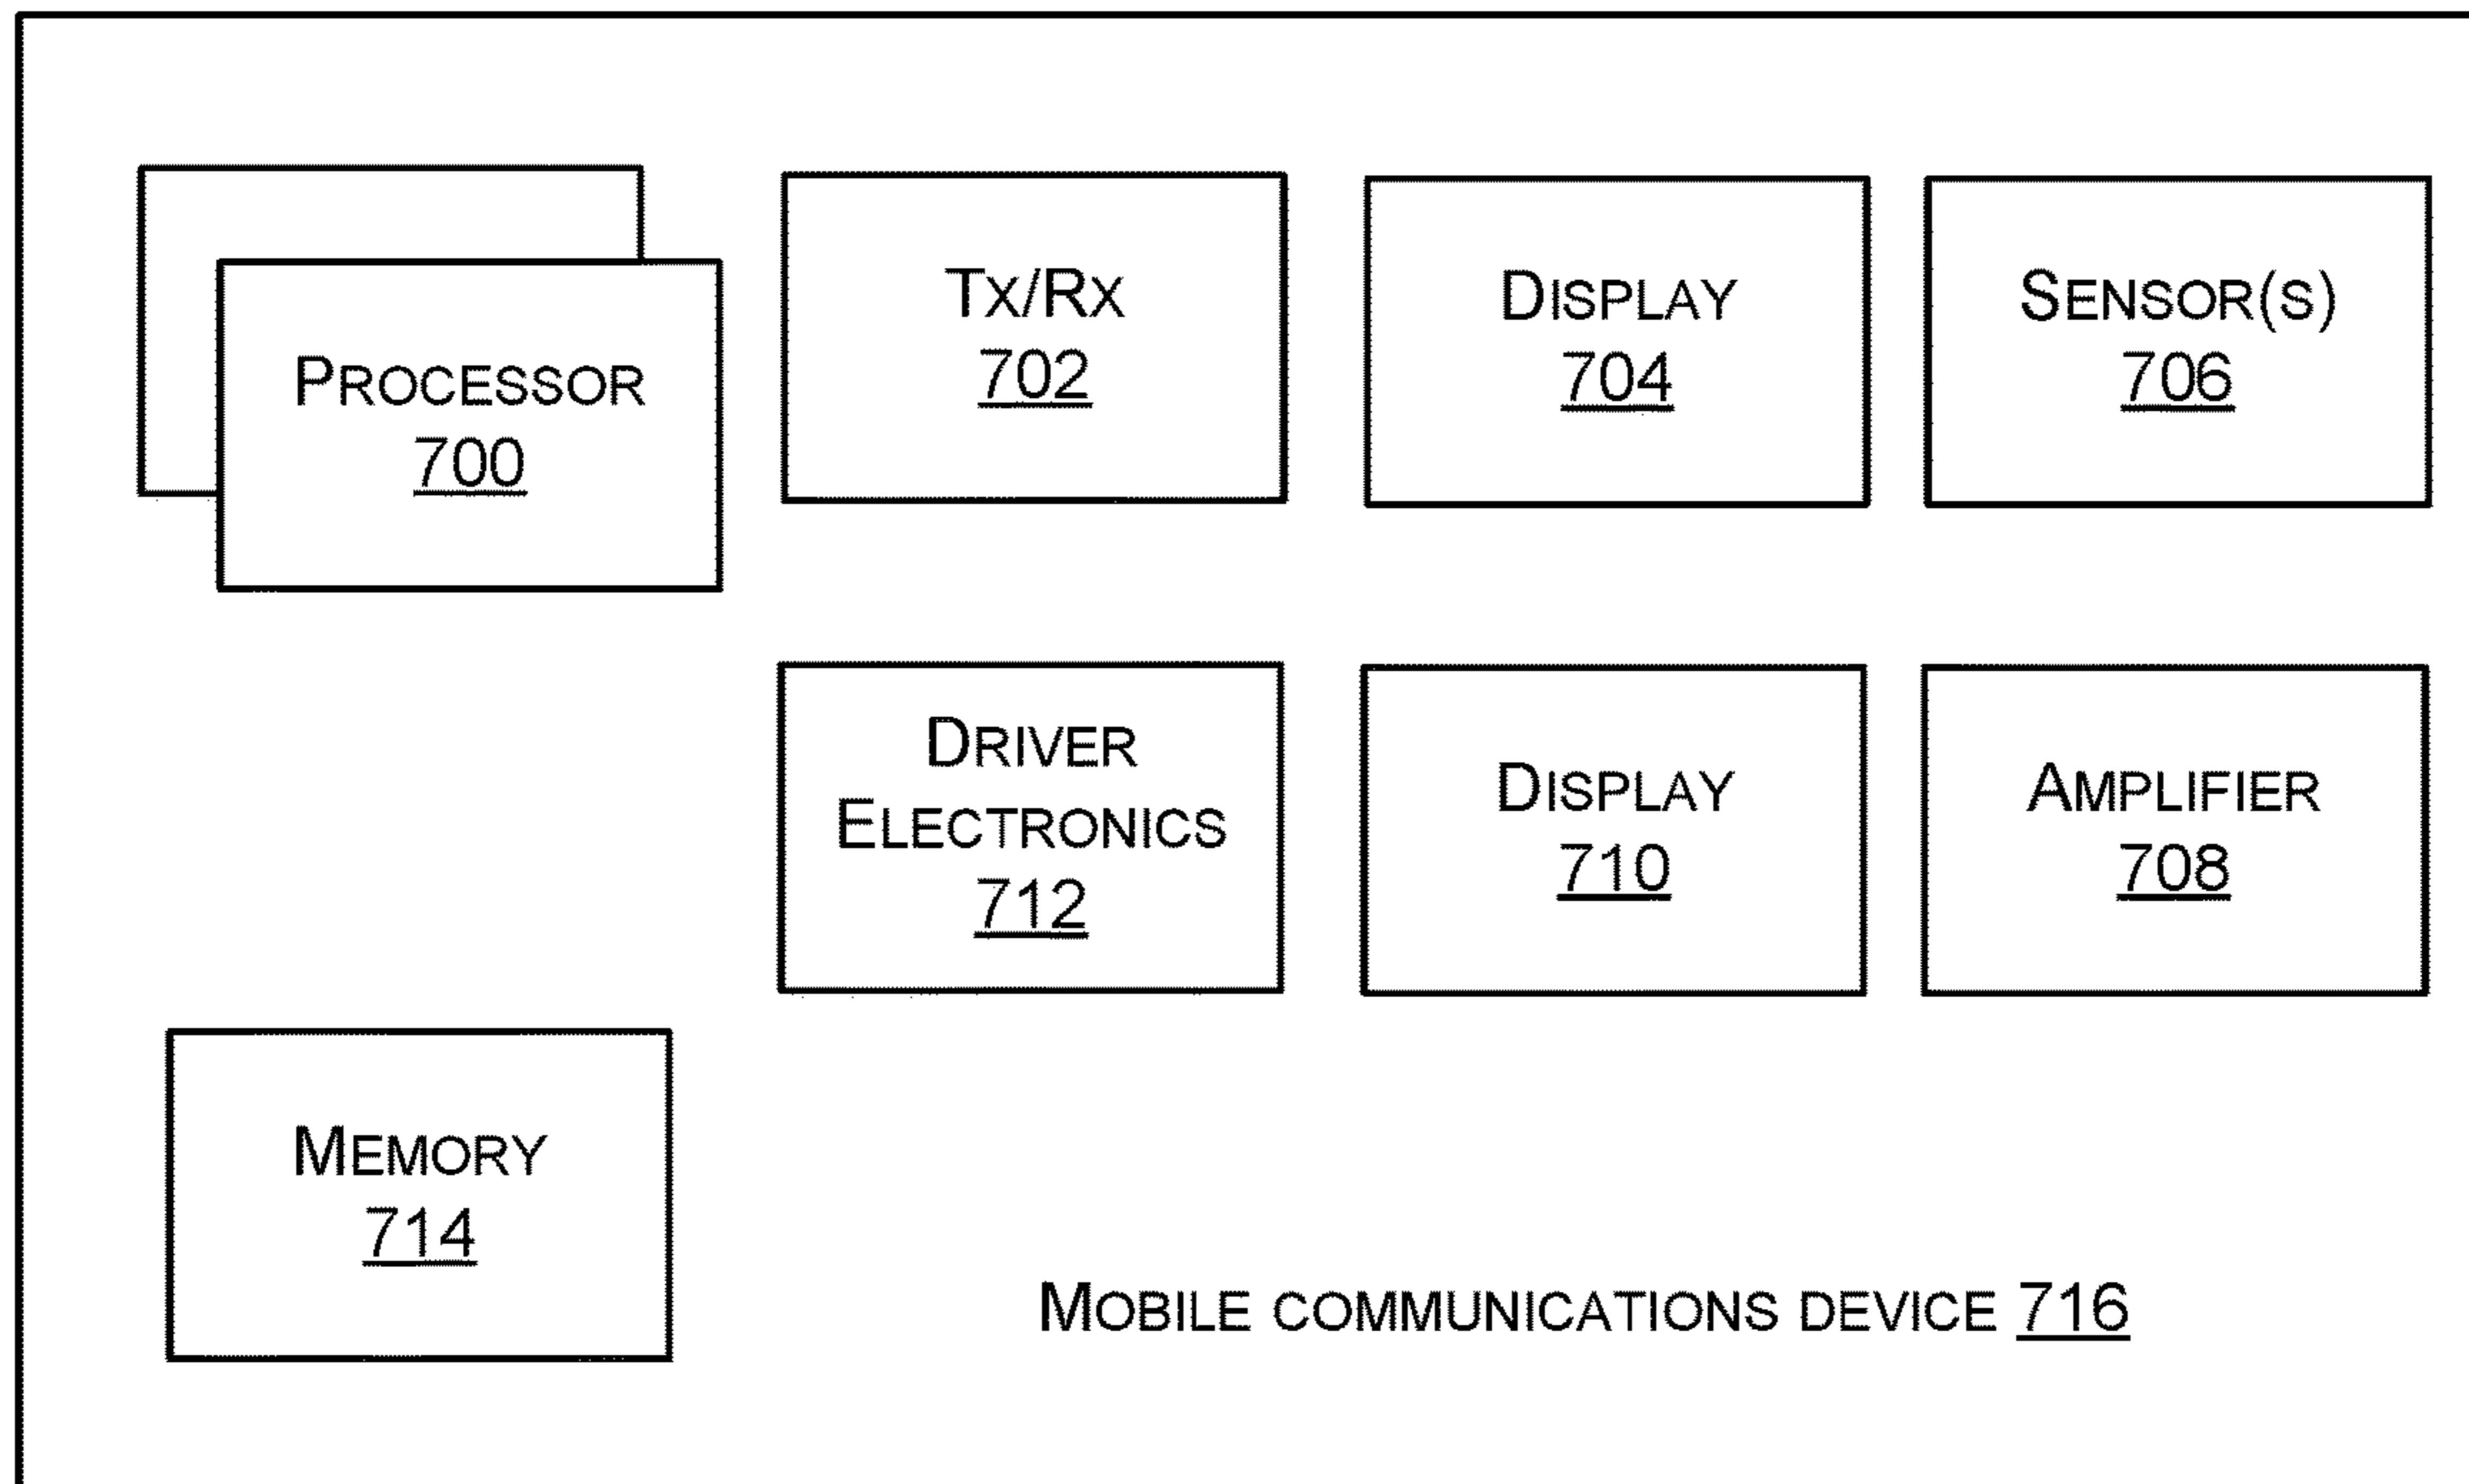 PROCESSOR
700
TX/RX
702
DISPLAY
704
SENSOR(S)
706
DRIVER
ELECTRONICS
712
DISPLAY
710
AMPLIFIER
708
MEMORY
714
MOBILE COMMUNICATIONS DEVICE 716